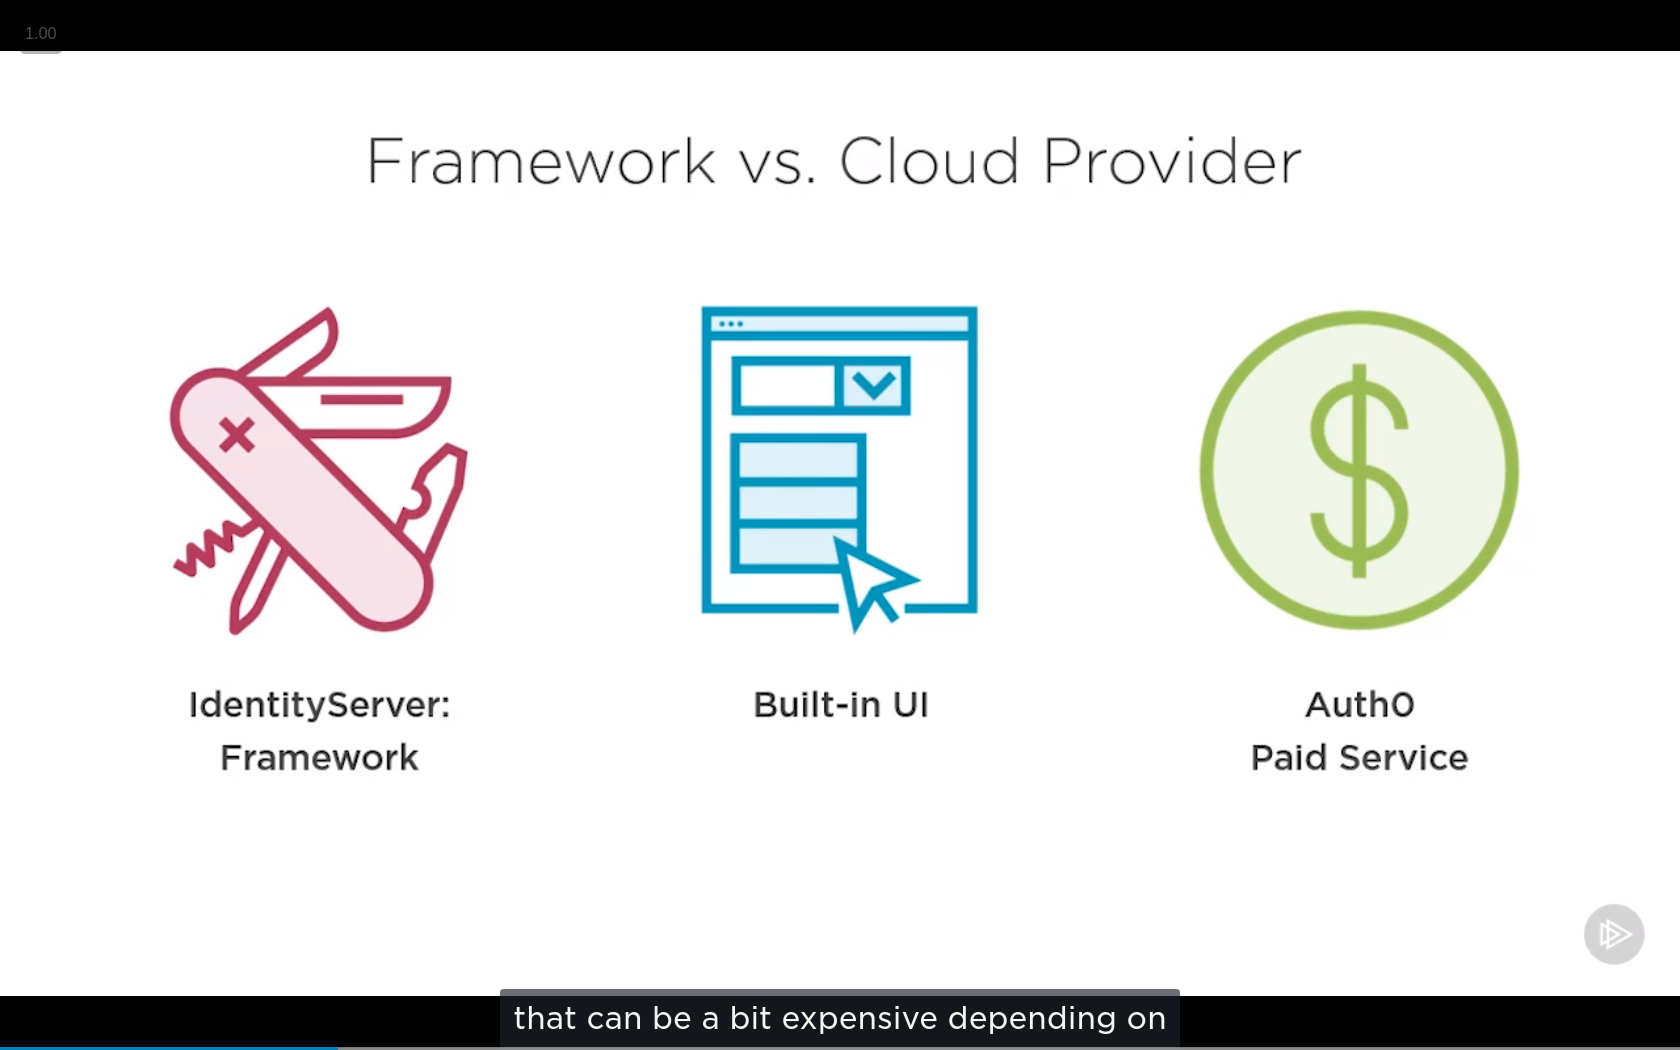 1.00
Framework vs. Cloud Provider
IdentityServer:
Framework
Built-in UI
Auth0
Paid Service
that can be a bit expensive depending on